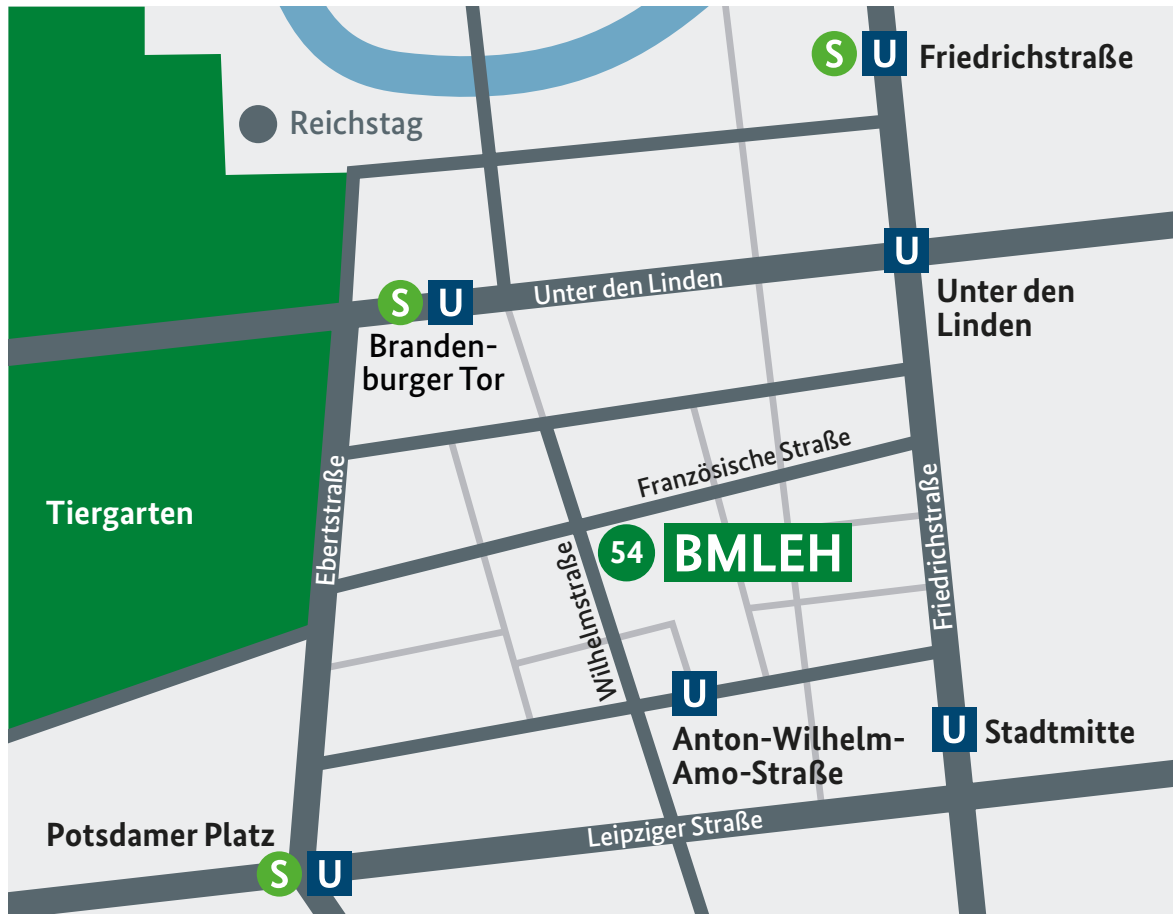 S U Friedrichstraße
Reichstag
U
Unter den Linden
S U
Unter den
Linden
Branden-
burger Tor
Französische Straße
Tiergarten
Ebertstraße
Friedrichstraße
54 BMLEH
Wilhelmstraße
U
Anton-Wilhelm-
Amo-Straße
U Stadtmitte
Leipziger Straße
Potsdamer Platz
S U